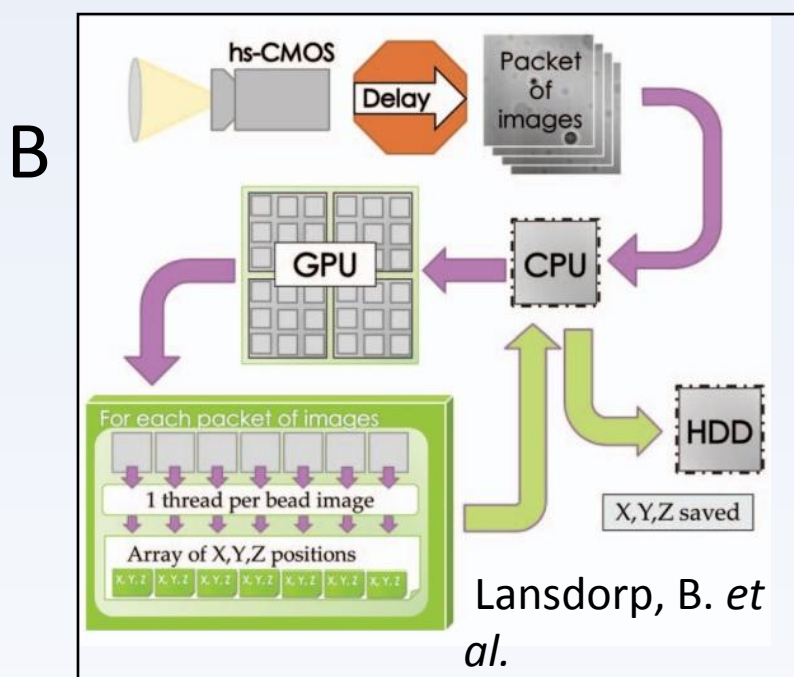 B
hs-CMOS
Delay
Packet
of
images
GPU
CPU
For each packet of images
1 thread per bead image
Array of X,Y,Z positions
X, Y, Z X, Y, Z X, Y, Z X, Y, Z X, Y, Z X, Y, Z X, Y, Z
HDD
X,Y,Z saved
Lansdorp, B. et
al.